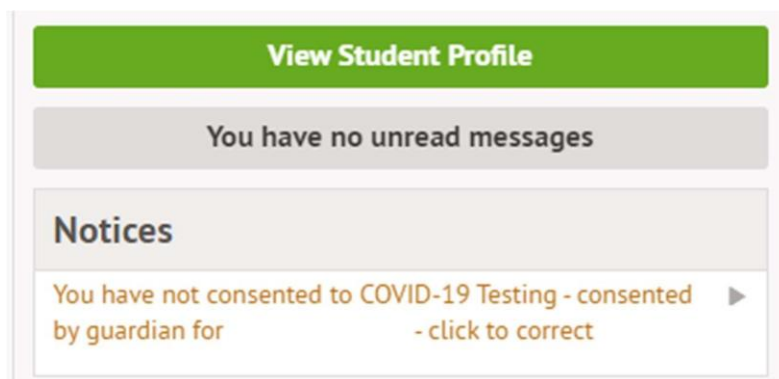 View Student Profile
You have no unread messages
Notices
You have not consented to COVID-19 Testing - consented
by guardian for - click to correct